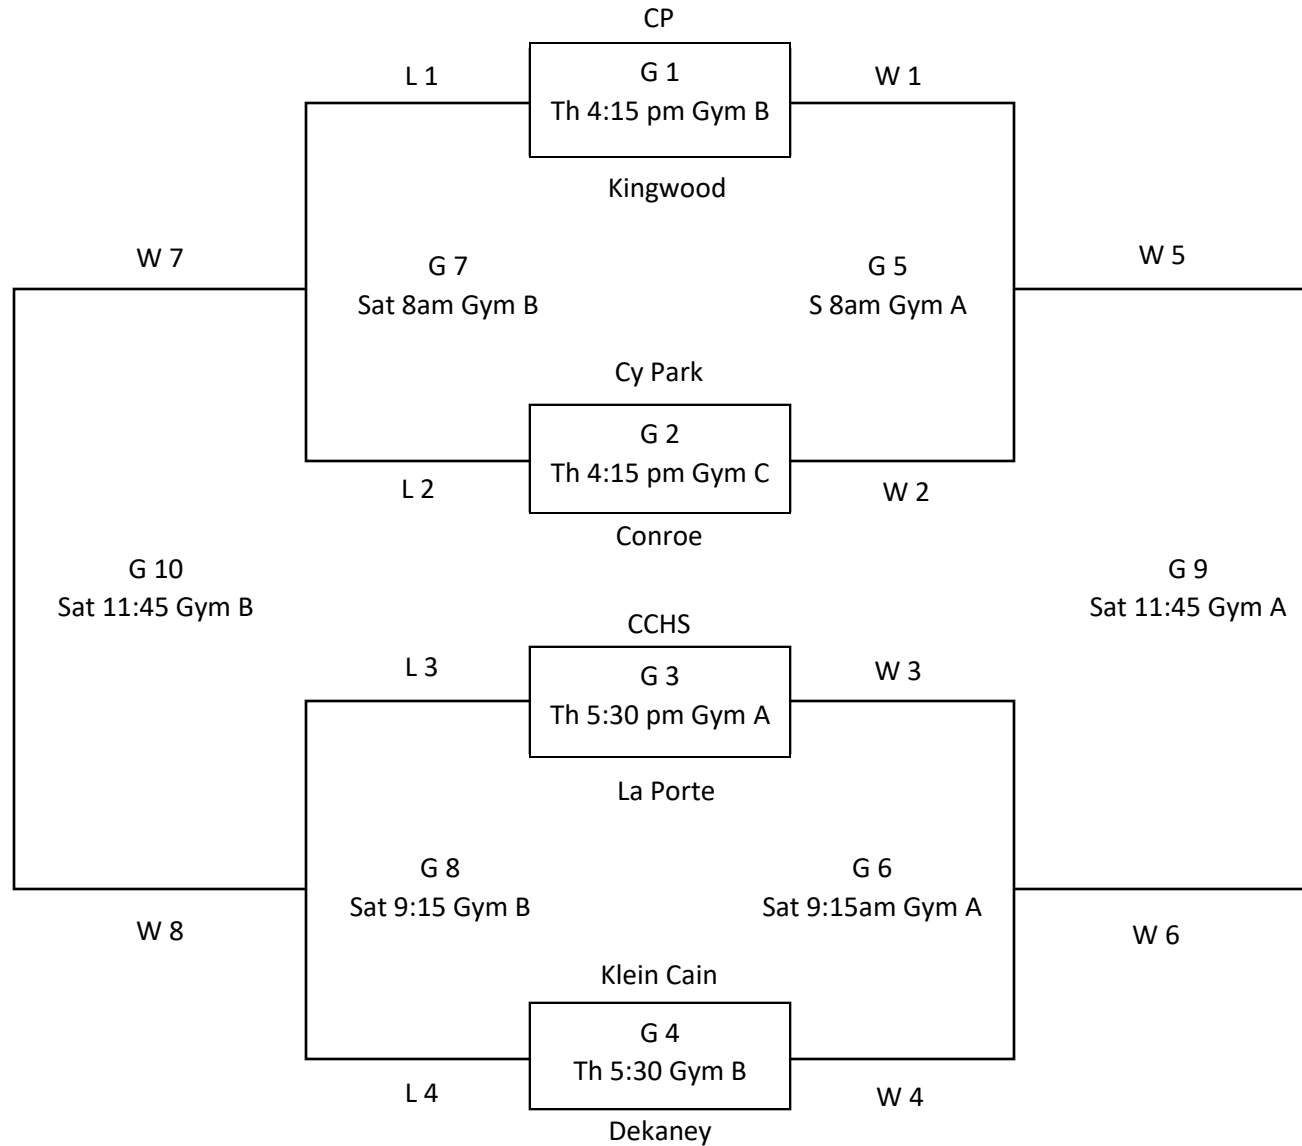 CP
L 1
G 1
W 1
Th 4:15 pm Gym B
Kingwood
W 7
G 7
G 5
W 5
Sat 8am Gym B
S 8am Gym A
Cy Park
G 2
Th 4:15 pm Gym C
L 2
W 2
Conroe
G 10
G 9
Sat 11:45 Gym B
Sat 11:45 Gym A
CCHS
L 3
G 3
W 3
Th 5:30 pm Gym A
La Porte
G 8
G 6
Sat 9:15 Gym B
Sat 9:15am Gym A
W 8
W 6
Klein Cain
G 4
Th 5:30 Gym B
L 4
W 4
Dekaney